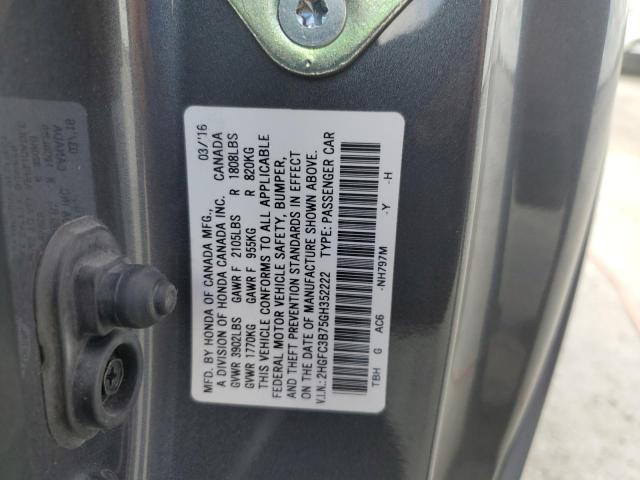 MFD. BY HONDA OF CANADA MFG., 03/'16
A DIVISION OF HONDA CANADA INC. CANADA
GVWR 3902LBS GAWR F 2105LBS R 1808LBS
GVWR 1770KG GAWR F 955KG R 820KG
THIS VEHICLE CONFORMS TO ALL APPLICABLE
FEDERAL MOTOR VEHICLE SAFETY, BUMPER,
AND THEFT PREVENTION STANDARDS IN EFFECT
ON THE DATE OF MANUFACTURE SHOWN ABOVE.
V.I.N.: 2HGFC3B75GH352222 TYPE: PASSENGER CAR
TBH G AC6 -NH797M -Y -H